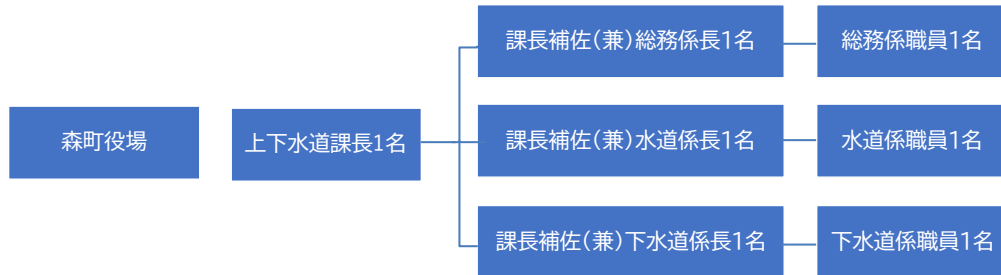 森町役場
上下水道課長1名
課長補佐(兼)総務係長1名
総務係職員1名
課長補佐(兼)水道係長1名
水道係職員1名
課長補佐(兼)下水道係長1名
下水道係職員1名